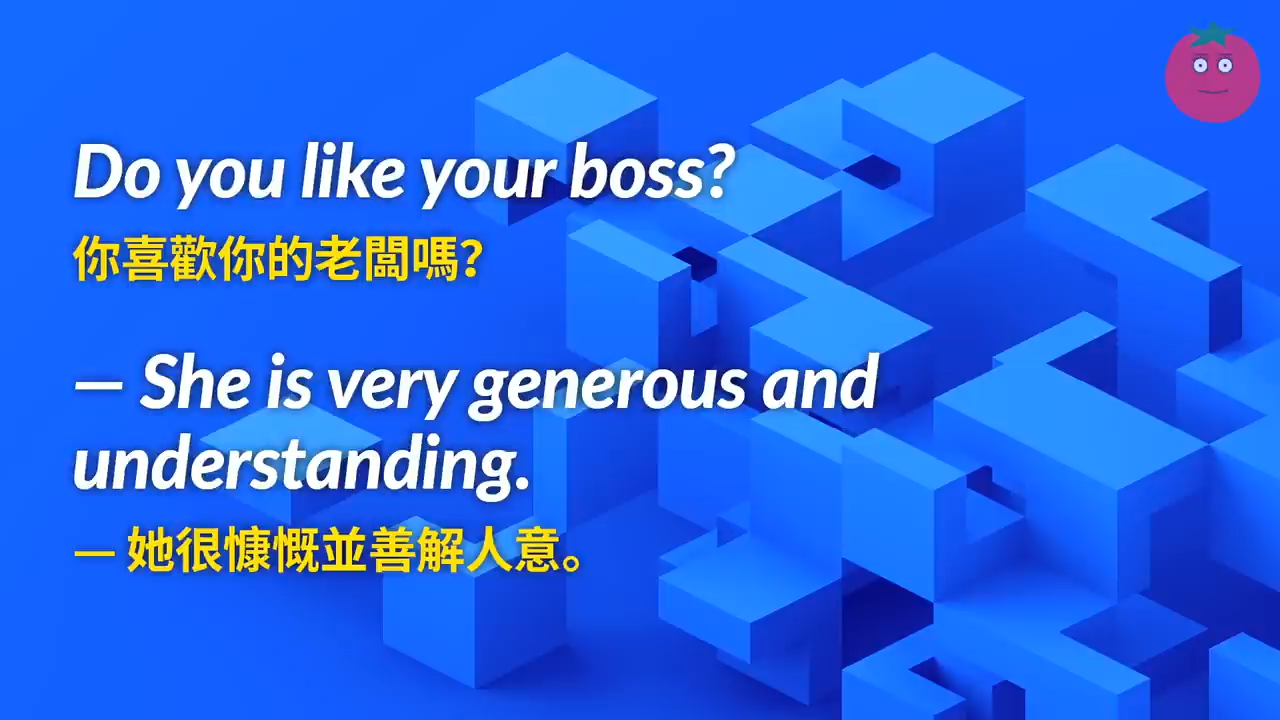 Do you like your boss?
你喜歡你的老闆嗎？
— She is very generous and
understanding.
— 她很慷慨並善解人意。